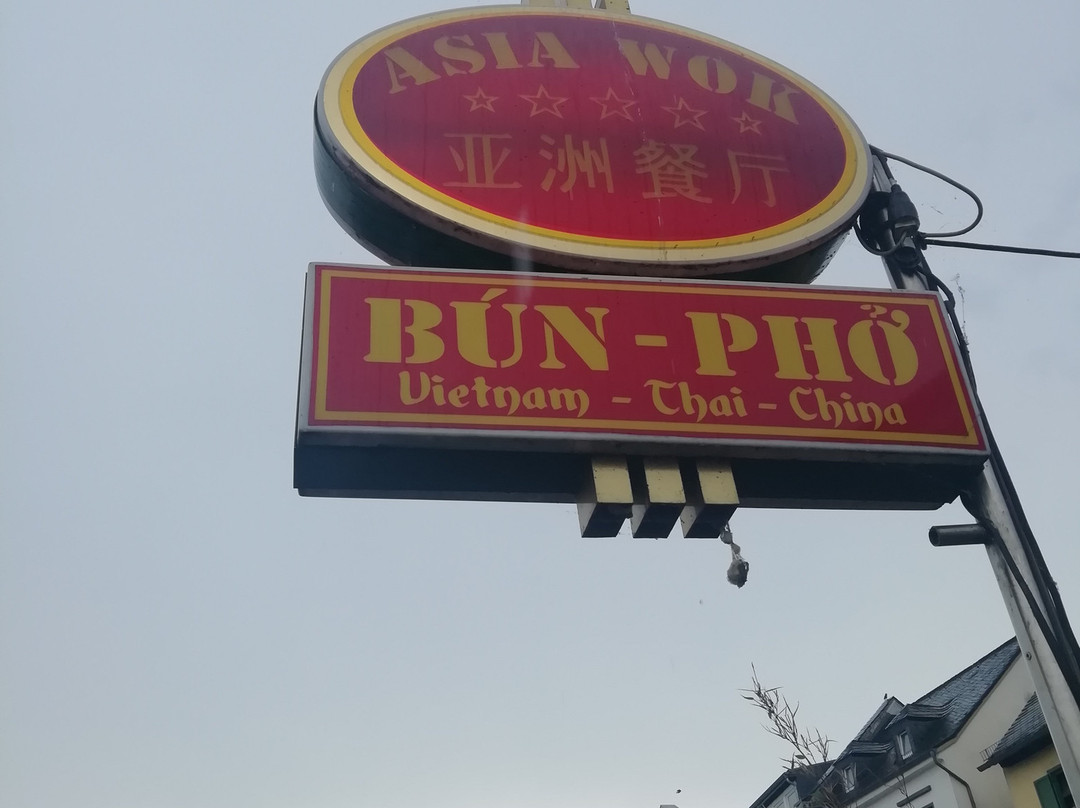 ASIA WOK
亚洲餐厅
BÚN - PHỞ
Vietnam - Thai - China